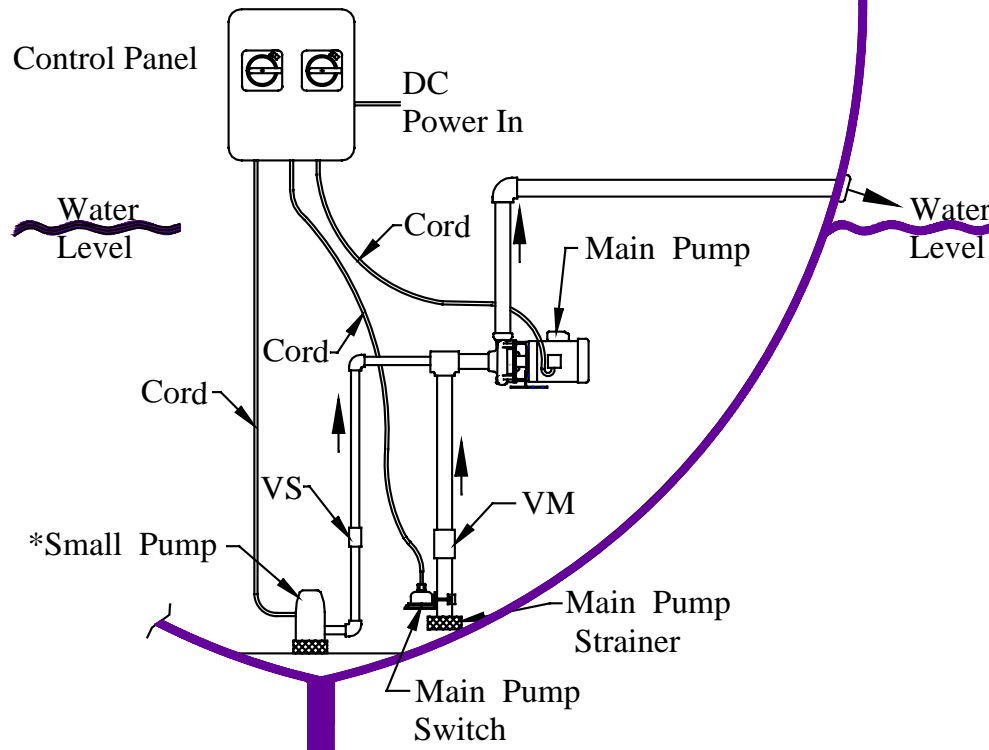 Control Panel
DC
Power In
Water
Level
Cord
Main Pump
Water
Level
Cord
Cord
VS
VM
*Small Pump
Main Pump
Strainer
Main Pump
Switch